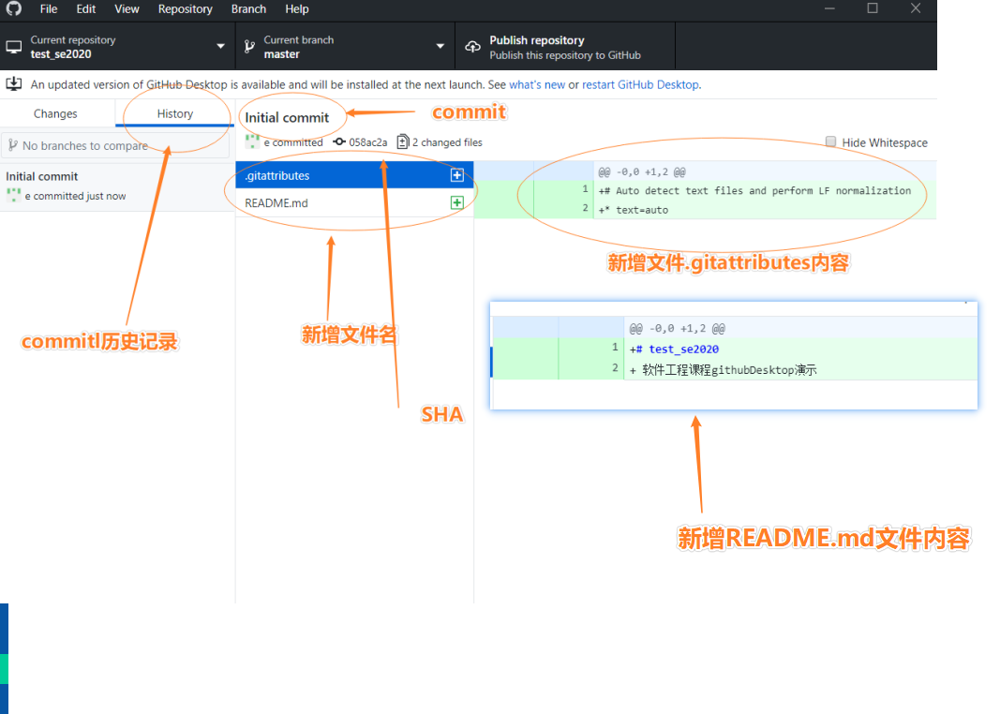 File Edit View Repository Branch Help
Current repository
test_se2020
Current branch
master
Publish repository
Publish this repository to GitHub
An updated version of GitHub Desktop is available and will be installed at the next launch. See what's new or restart GitHub Desktop.
Changes
History
No branches to compare
Initial commit
e committed just now
Initial commit
commit
e committed 058ac2a 2 changed files
Hide Whitespace
.gitattributes
README.md
@@ -0,0 +1,2 @@
1 +# Auto detect text files and perform LF normalization
2 +* text=auto
新增文件.gitattributes内容
commitl历史记录
新增文件名
SHA
@@ -0,0 +1,2 @@
1 +# test_se2020
2 + 软件工程课程githubDesktop演示
新增README.md文件内容